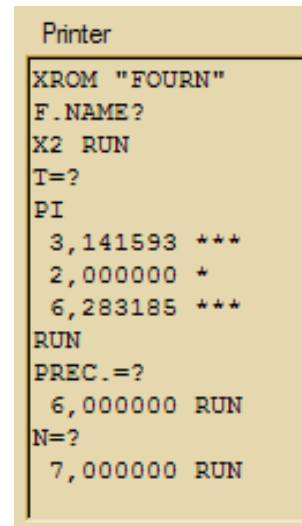 Printer
XROM "FOURN"
F.NAME?
X2 RUN
T=?
PI
3,141593 ***
2,000000 *
6,283185 ***
RUN
PREC.=?
6,000000 RUN
N=?
7,000000 RUN